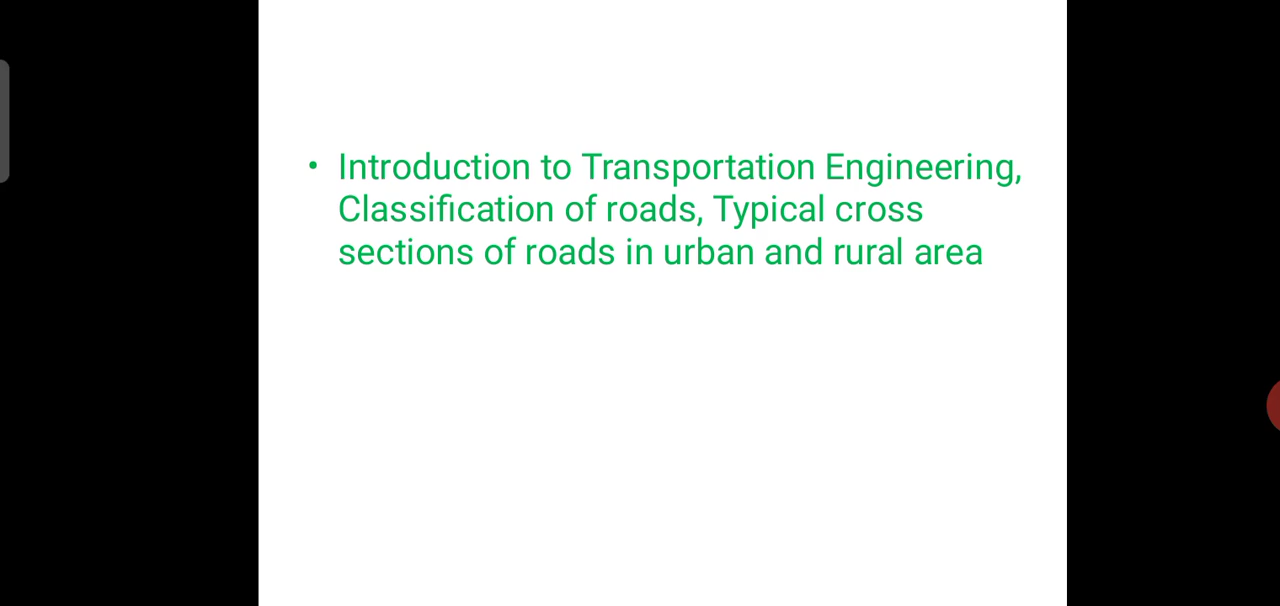 • Introduction to Transportation Engineering,
Classification of roads, Typical cross
sections of roads in urban and rural area